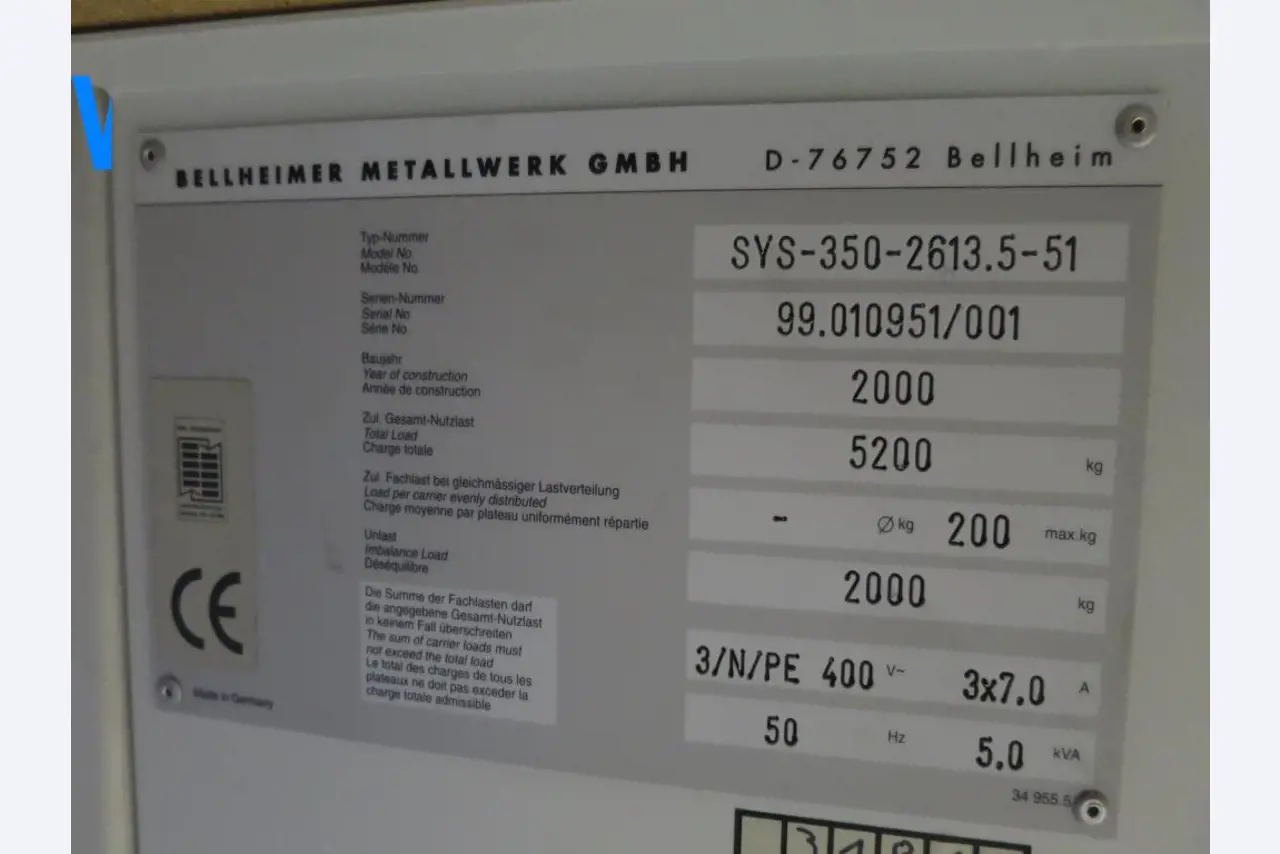 BELLHEIMER METALLWERK GMBH D-76752 Bellheim
Typ-Nummer
Model No.
Modèle No.
SYS-350-2613.5-51
Serien-Nummer
Serial No
Série No
99.010951/001
Baujahr
Year of construction
Année de construction
2000
Zul. Gesamt-Nutzlast
Total Load
Charge totale
5200 kg
Zul. Fachlast bei gleichmässiger Lastverteilung
Load per carrier evenly distributed
Charge moyenne par plateau uniformément répartie
- Ø kg 200 max kg
Unlast
Imbalance Load
Déséquilibre
2000 kg
Die Summe der Fachlasten darf
die angegebene Gesamt-Nutzlast
in keinem Fall überschreiten
The sum of carrier loads must
not exceed the total load
Le total des charges de tous les
plateaux ne doit pas exceder la
charge totale admissible
3/N/PE 400 V~ 3x7.0 A
50 Hz 5.0 kVA
CE
Made in Germany
34 955.5